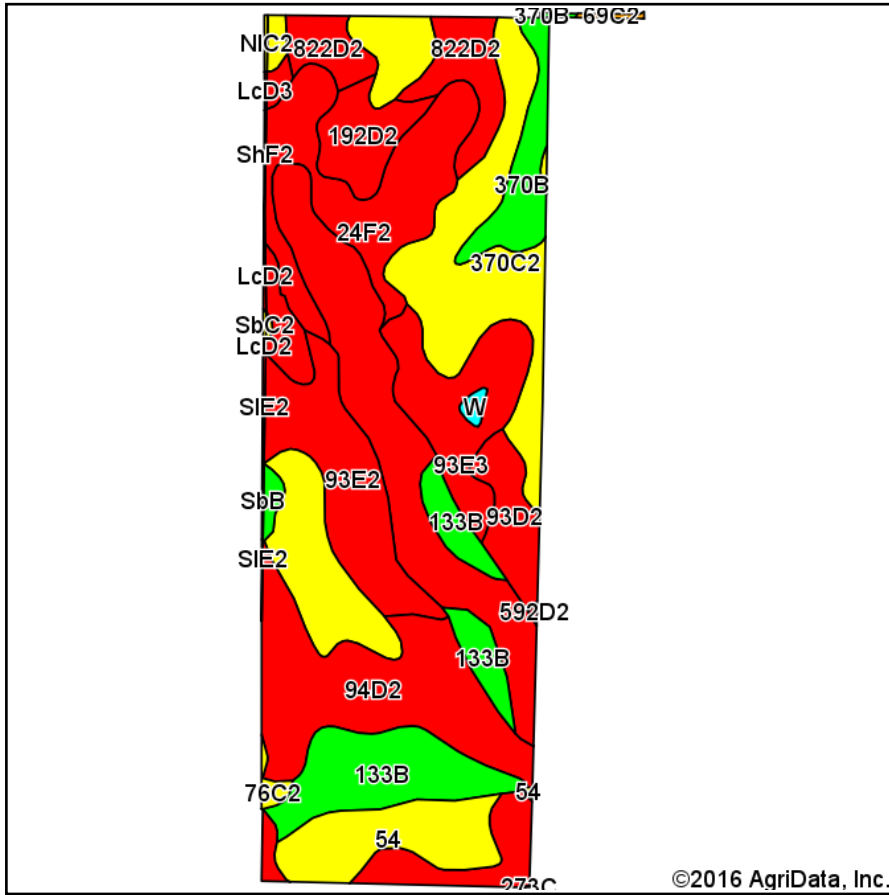 370B 69C2
NIC2 822D2 822D2
LcD3
192D2
ShF2
370B
24F2
370C2
LcD2
SbC2
LcD2
SIE2 W
93E3
93E2
SbB
133B 93D2
SIE2
592D2
133B
94D2
133B
76C2 54
54
©2016 AgriData, Inc.
273C